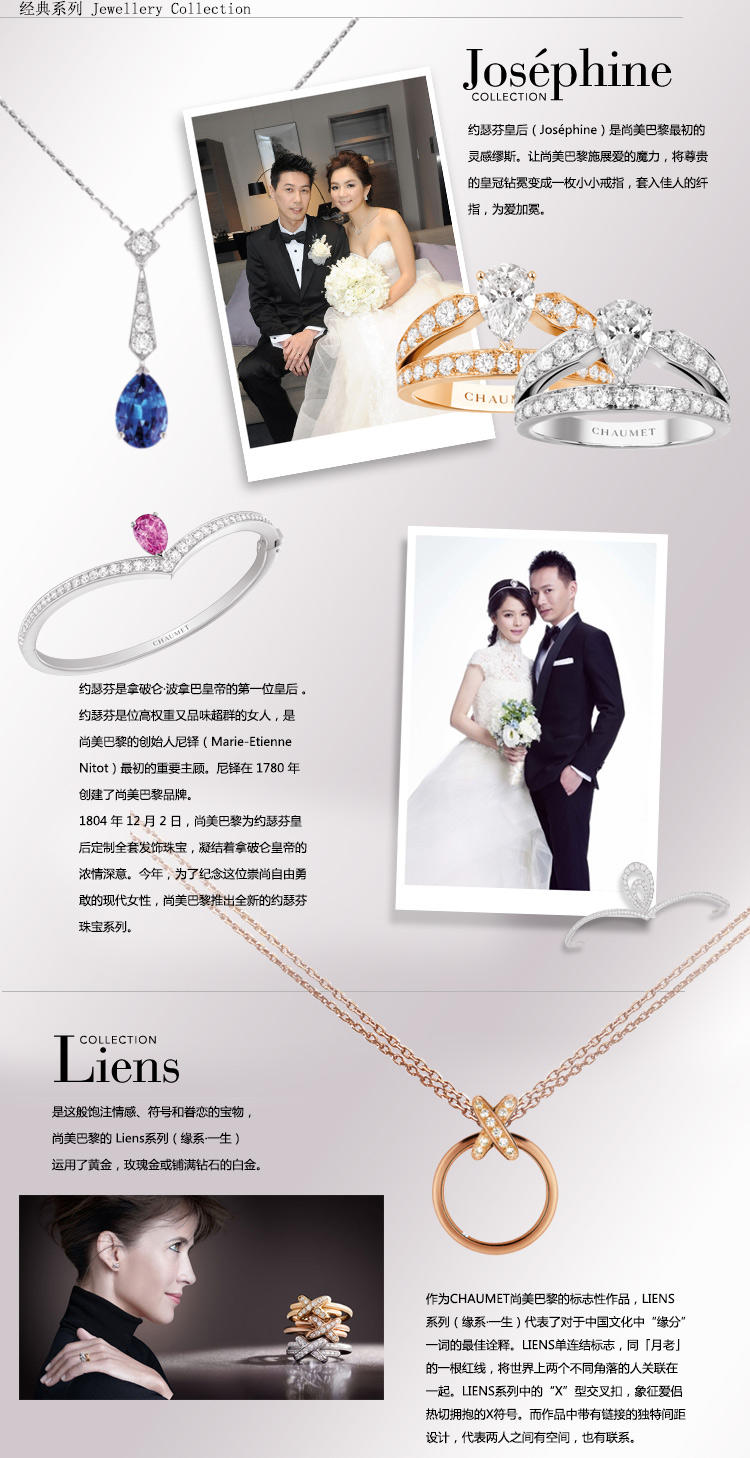 经典系列 Jewellery Collection
Joséphine
COLLECTION
约瑟芬皇后（Joséphine）是尚美巴黎最初的
灵感缪斯。让尚美巴黎施展爱的魔力，将尊贵
的皇冠钻冕变成一枚小小戒指，套入佳人的纤
指，为爱加冕。
CHAUM
CHAUMET
CHAUMET
约瑟芬是拿破仑·波拿巴皇帝的第一位皇后 。
约瑟芬是位高权重又品味超群的女人，是
尚美巴黎的创始人尼铎（Marie-Etienne
Nitot）最初的重要主顾。尼铎在 1780 年
创建了尚美巴黎品牌。
1804 年 12 月 2 日，尚美巴黎为约瑟芬皇
后定制全套发饰珠宝，凝结着拿破仑皇帝的
浓情深意。今年，为了纪念这位崇尚自由勇
敢的现代女性，尚美巴黎推出全新的约瑟芬
珠宝系列。
COLLECTION
Liens
是这般饱注情感、符号和眷恋的宝物，
尚美巴黎的 Liens系列（缘系·一生）
运用了黄金，玫瑰金或铺满钻石的白金。
作为CHAUMET尚美巴黎的标志性作品，LIENS
系列（缘系·一生）代表了对于中国文化中“缘分”
一词的最佳诠释。LIENS单连结标志，同「月老」
的一根红线，将世界上两个不同角落的人关联在
一起。LIENS系列中的“X”型交叉扣，象征爱侣
热切拥抱的X符号。而作品中带有链接的独特间距
设计，代表两人之间有空间，也有联系。